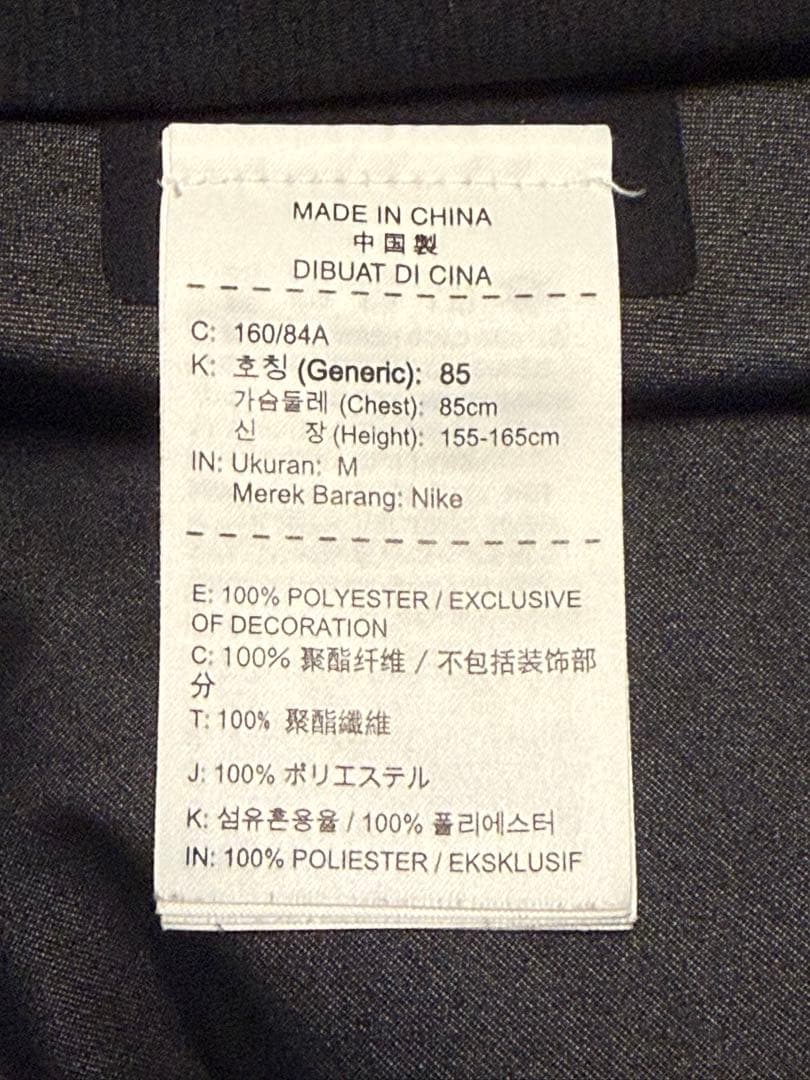 MADE IN CHINA
中国製
DIBUAT DI CINA
C: 160/84A
K: 호칭 (Generic): 85
가슴둘레 (Chest): 85cm
신 장 (Height): 155-165cm
IN: Ukuran: M
Merek Barang: Nike
E: 100% POLYESTER / EXCLUSIVE
OF DECORATION
C: 100% 聚酯纤维 / 不包括装饰部
分
T: 100% 聚酯纖維
J: 100% ポリエステル
K: 섬유혼용율 / 100% 폴리에스터
IN: 100% POLIESTER / EKSKLUSIF